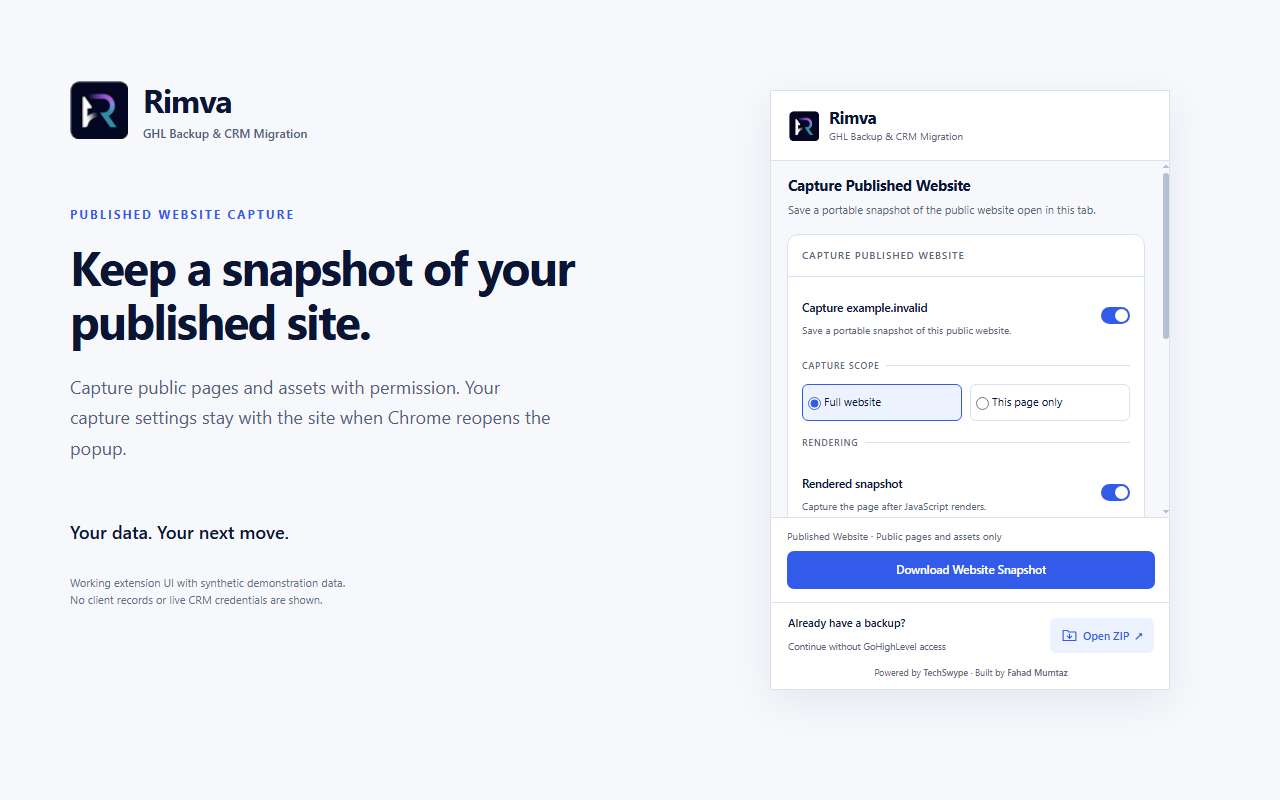 Rimva
GHL Backup & CRM Migration
PUBLISHED WEBSITE CAPTURE
Keep a snapshot of your
published site.
Capture public pages and assets with permission. Your
capture settings stay with the site when Chrome reopens the
popup.
Your data. Your next move.
Working extension UI with synthetic demonstration data.
No client records or live CRM credentials are shown.
Rimva
GHL Backup & CRM Migration
Capture Published Website
Save a portable snapshot of the public website open in this tab.
CAPTURE PUBLISHED WEBSITE
Capture example.invalid
Save a portable snapshot of this public website.
CAPTURE SCOPE
Full website
This page only
RENDERING
Rendered snapshot
Capture the page after JavaScript renders.
Published Website · Public pages and assets only
Download Website Snapshot
Already have a backup?
Continue without GoHighLevel access
Open ZIP ↗
Powered by TechSwype · Built by Fahad Mumtaz